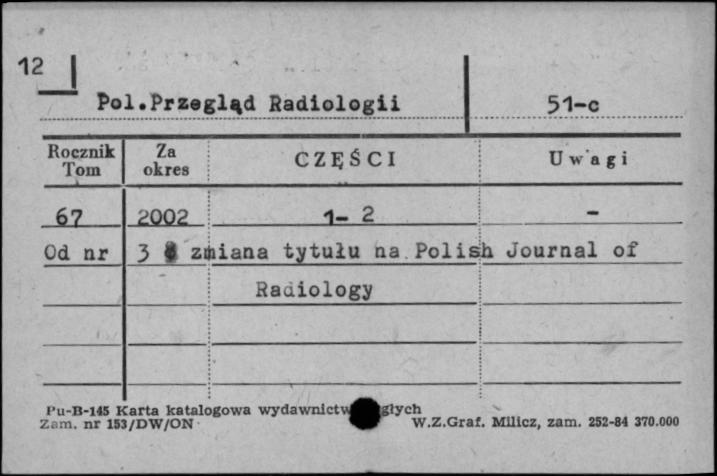 12
Pol.Przegląd Radiologii 51-c
Rocznik Tom Za okres CZĘŚCI Uwagi
67 2002 1- 2 -
Od nr 3 zmiana tytułu na Polish Journal of
Radiology
Pu-B-145 Karta katalogowa wydawnictw głych
Zam. nr 153/DW/ON W.Z.Graf. Milicz, zam. 252-84 370.000